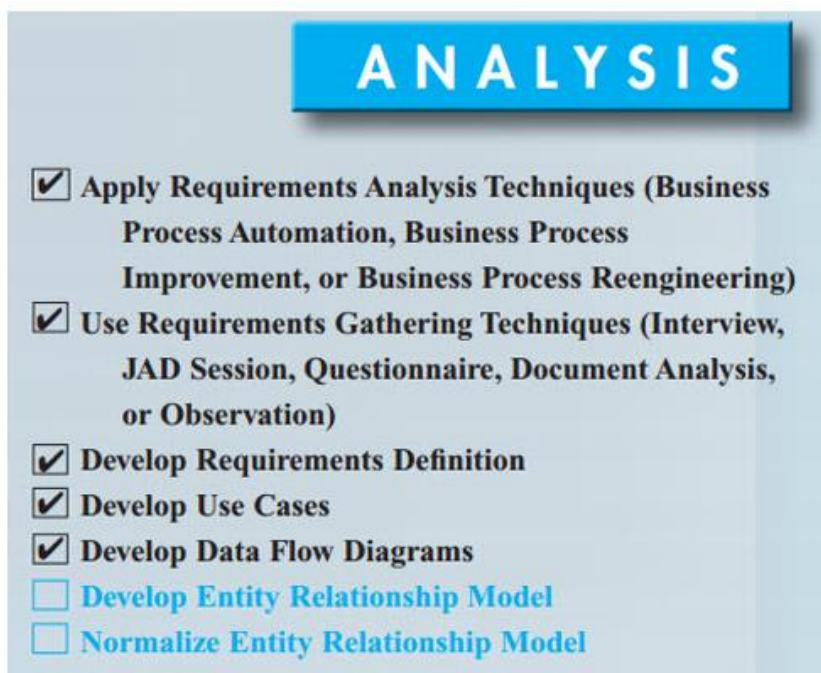 ANALYSIS
Apply Requirements Analysis Techniques (Business
Process Automation, Business Process
Improvement, or Business Process Reengineering)
Use Requirements Gathering Techniques (Interview,
JAD Session, Questionnaire, Document Analysis,
or Observation)
Develop Requirements Definition
Develop Use Cases
Develop Data Flow Diagrams
Develop Entity Relationship Model
Normalize Entity Relationship Model